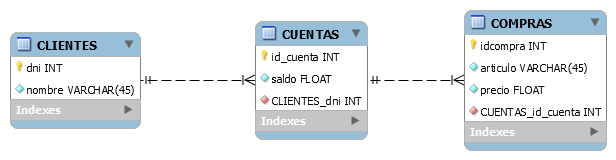 CLIENTES
dni INT
nombre VARCHAR(45)
Indexes
CUENTAS
id_cuenta INT
saldo FLOAT
CLIENTES_dni INT
Indexes
COMPRAS
idcompra INT
articulo VARCHAR(45)
precio FLOAT
CUENTAS_id_cuenta INT
Indexes